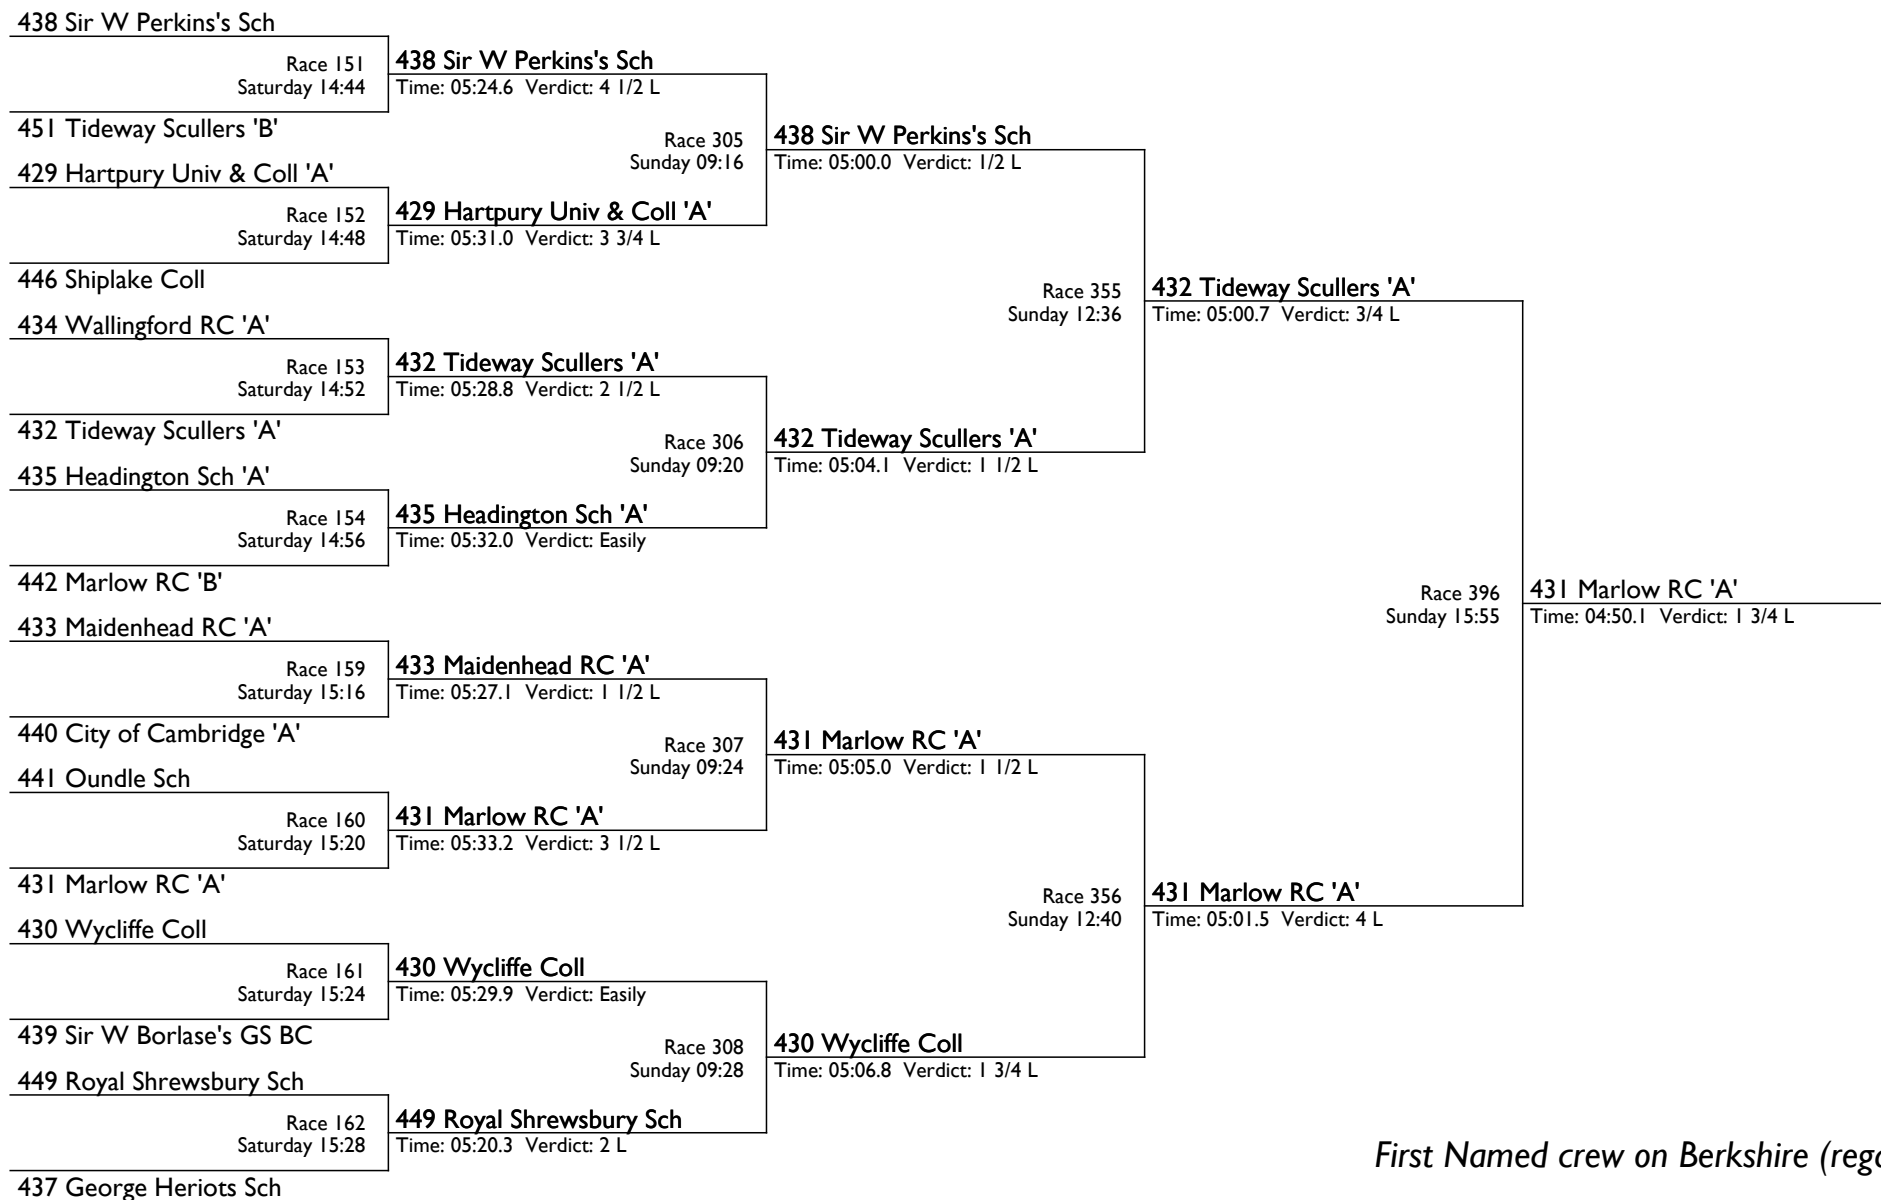 438 Sir W Perkins's Sch
Race 151
Saturday 14:44
451 Tideway Scullers 'B'
438 Sir W Perkins's Sch
Time: 05:24.6 Verdict: 4 1/2 L
429 Hartpury Univ & Coll 'A'
Race 152
Saturday 14:48
446 Shiplake Coll
429 Hartpury Univ & Coll 'A'
Time: 05:31.0 Verdict: 3 3/4 L
Race 305
Sunday 09:16
438 Sir W Perkins's Sch
Time: 05:00.0 Verdict: 1/2 L
434 Wallingford RC 'A'
Race 153
Saturday 14:52
432 Tideway Scullers 'A'
432 Tideway Scullers 'A'
Time: 05:28.8 Verdict: 2 1/2 L
435 Headington Sch 'A'
Race 154
Saturday 14:56
442 Marlow RC 'B'
435 Headington Sch 'A'
Time: 05:32.0 Verdict: Easily
Race 306
Sunday 09:20
432 Tideway Scullers 'A'
Time: 05:04.1 Verdict: 1 1/2 L
Race 355
Sunday 12:36
432 Tideway Scullers 'A'
Time: 05:00.7 Verdict: 3/4 L
433 Maidenhead RC 'A'
Race 159
Saturday 15:16
440 City of Cambridge 'A'
433 Maidenhead RC 'A'
Time: 05:27.1 Verdict: 1 1/2 L
441 Oundle Sch
Race 160
Saturday 15:20
431 Marlow RC 'A'
431 Marlow RC 'A'
Time: 05:33.2 Verdict: 3 1/2 L
Race 307
Sunday 09:24
431 Marlow RC 'A'
Time: 05:05.0 Verdict: 1 1/2 L
430 Wycliffe Coll
Race 161
Saturday 15:24
439 Sir W Borlase's GS BC
430 Wycliffe Coll
Time: 05:29.9 Verdict: Easily
449 Royal Shrewsbury Sch
Race 162
Saturday 15:28
437 George Heriots Sch
449 Royal Shrewsbury Sch
Time: 05:20.3 Verdict: 2 L
Race 308
Sunday 09:28
430 Wycliffe Coll
Time: 05:06.8 Verdict: 1 3/4 L
Race 356
Sunday 12:40
431 Marlow RC 'A'
Time: 05:01.5 Verdict: 4 L
Race 396
Sunday 15:55
431 Marlow RC 'A'
Time: 04:50.1 Verdict: 1 3/4 L
First Named crew on Berkshire